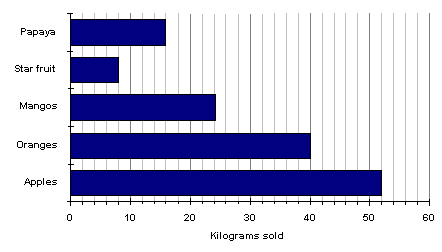 Papaya
Star fruit
Mangos
Oranges
Apples
0 10 20 30 40 50 60
Kilograms sold